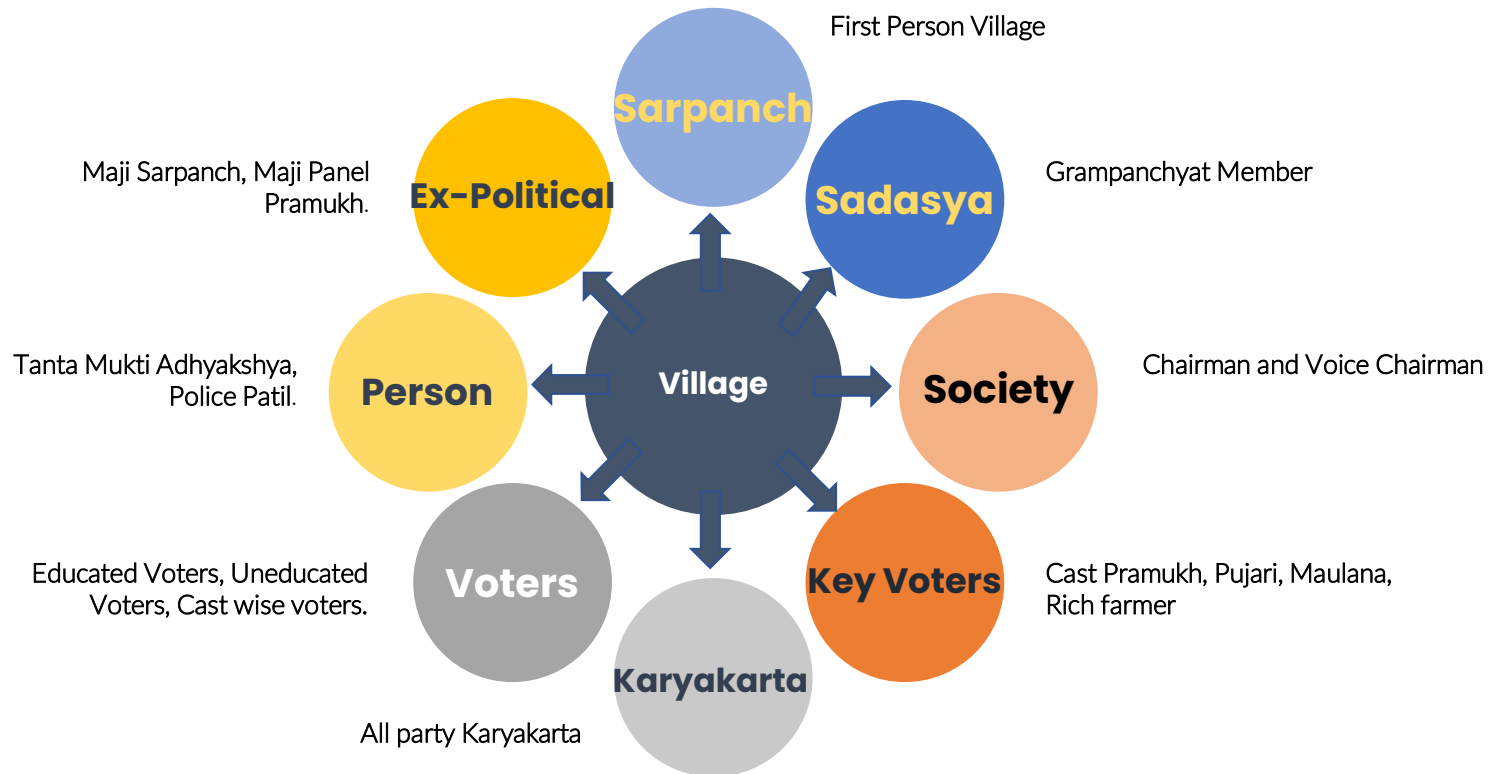 First Person Village
Sarpanch
Ex-Political
Maji Sarpanch, Maji Panel
Pramukh.
Sadasya
Grampanchyat Member
Person
Tanta Mukti Adhyakshya,
Police Patil.
Village
Society
Chairman and Voice Chairman
Voters
Educated Voters, Uneducated
Voters, Cast wise voters.
Key Voters
Cast Pramukh, Pujari, Maulana,
Rich farmer
Karyakarta
All party Karyakarta